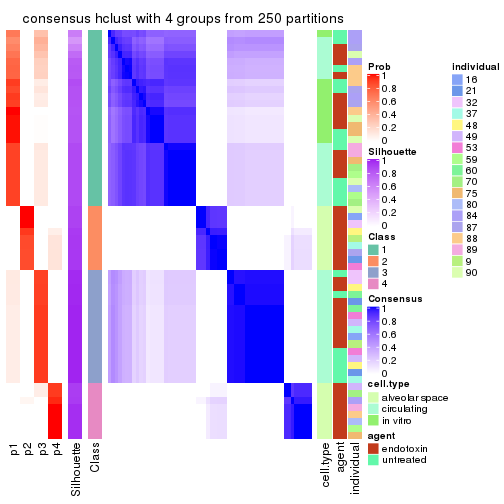 consensus hclust with 4 groups from 250 partitions
p1
p2
p3
p4
Silhouette
Class
cell.type
agent
individual
Prob
1
0.8
0.6
0.4
0.2
0
Silhouette
1
0.8
0.6
0.4
0.2
0
Class
1
2
3
4
Consensus
1
0.8
0.6
0.4
0.2
0
cell.type
alveolar space
circulating
in vitro
agent
endotoxin
untreated
individual
16
21
32
37
48
49
53
59
60
70
75
80
84
87
88
89
9
90